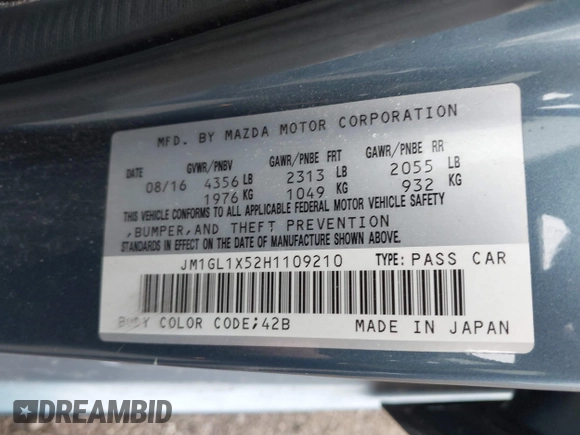 MFD. BY MAZDA MOTOR CORPORATION
DATE GVWR/PNBV GAWR/PNBE FRT GAWR/PNBE RR
08/16 4356 LB 2313 LB 2055 LB
1976 KG 1049 KG 932 KG
THIS VEHICLE CONFORMS TO ALL APPLICABLE FEDERAL MOTOR VEHICLE SAFETY
,BUMPER,AND THEFT PREVENTION
STANDARDS IN EFFECT ON THE DATE OF MANUFACTURE SHOWN ABOVE.
JM1GL1X52H1109210 TYPE: PASS CAR
BODY COLOR CODE;42B MADE IN JAPAN
DREAMBID